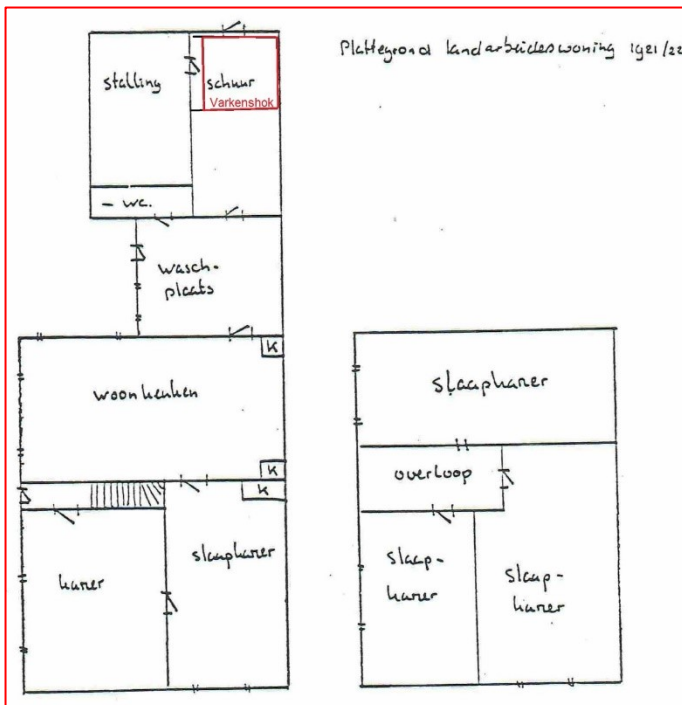 Plattegrond landarbeiderswoning 1921/22
stalling
schuur
Varkenshok
- wc.
wasch-
plaats
K
woonkeuken
K
K
slaapkamer
kamer
slaapkamer
overloop
slaap-
kamer
slaap-
kamer